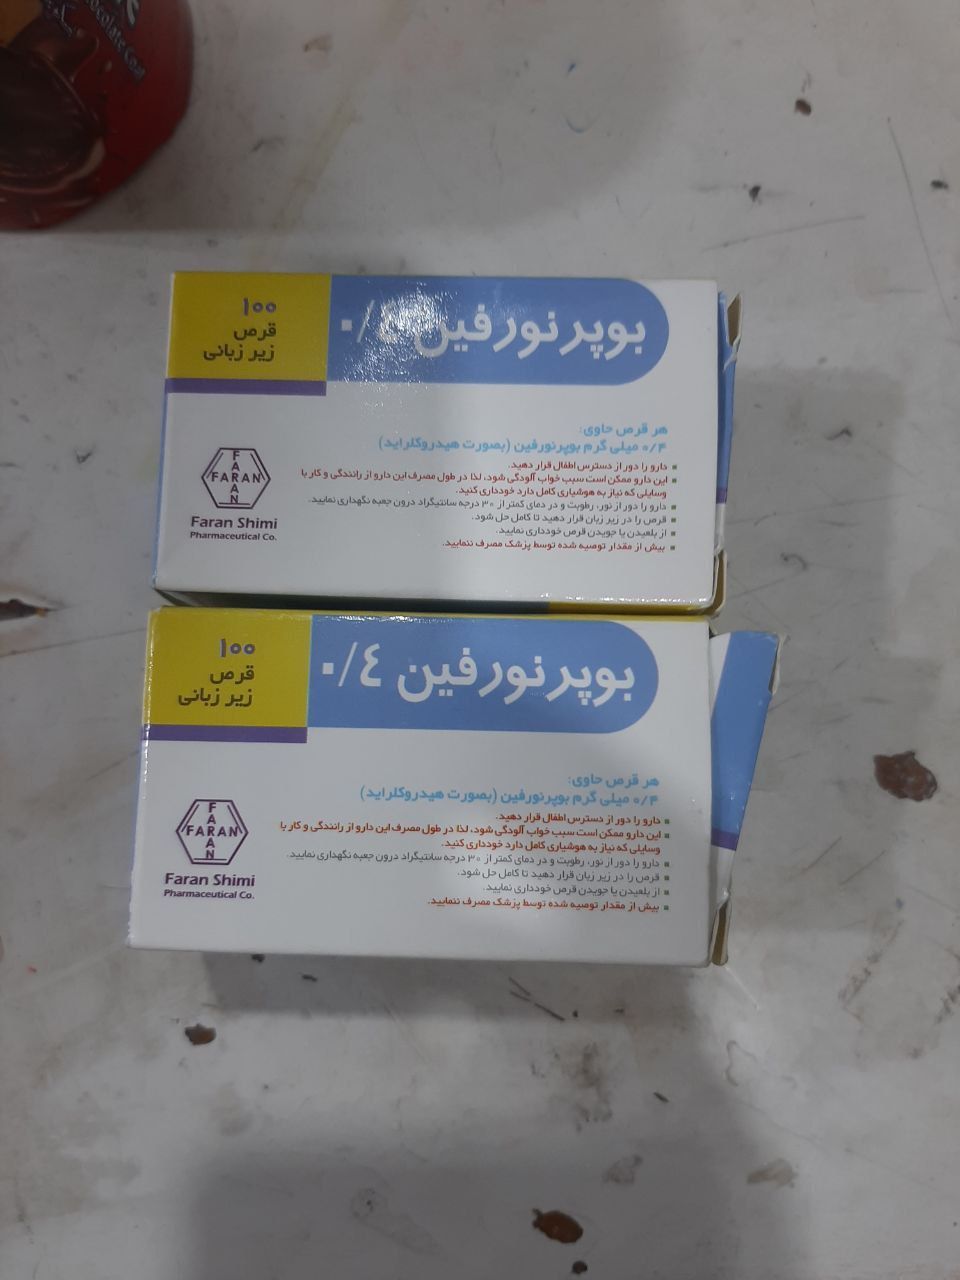 Chocolate Coat
بوپرنورفین ۰/٤
۱۰۰
قرص
زیر زبانی
هر قرص حاوی:
۰/۴ میلی گرم بوپرنورفین (بصورت هیدروکلراید)
دارو را دور از دسترس اطفال قرار دهید.
این دارو ممکن است سبب خواب آلودگی شود، لذا در طول مصرف این دارو از رانندگی و کار با
وسایلی که نیاز به هوشیاری کامل دارد خودداری کنید.
دارو را دور از نور، رطوبت و در دمای کمتر از ۳۰ درجه سانتیگراد درون جعبه نگهداری نمایید.
قرص را در زیر زبان قرار دهید تا کامل حل شود.
از بلعیدن یا جویدن قرص خودداری نمایید.
بیش از مقدار توصیه شده توسط پزشک مصرف ننمایید.
FARAN
FARAN
Faran Shimi
Pharmaceutical Co.
بوپرنورفین ۰/٤
۱۰۰
قرص
زیر زبانی
هر قرص حاوی:
۰/۴ میلی گرم بوپرنورفین (بصورت هیدروکلراید)
دارو را دور از دسترس اطفال قرار دهید.
این دارو ممکن است سبب خواب آلودگی شود، لذا در طول مصرف این دارو از رانندگی و کار با
وسایلی که نیاز به هوشیاری کامل دارد خودداری کنید.
دارو را دور از نور، رطوبت و در دمای کمتر از ۳۰ درجه سانتیگراد درون جعبه نگهداری نمایید.
قرص را در زیر زبان قرار دهید تا کامل حل شود.
از بلعیدن یا جویدن قرص خودداری نمایید.
بیش از مقدار توصیه شده توسط پزشک مصرف ننمایید.
FARAN
FARAN
Faran Shimi
Pharmaceutical Co.